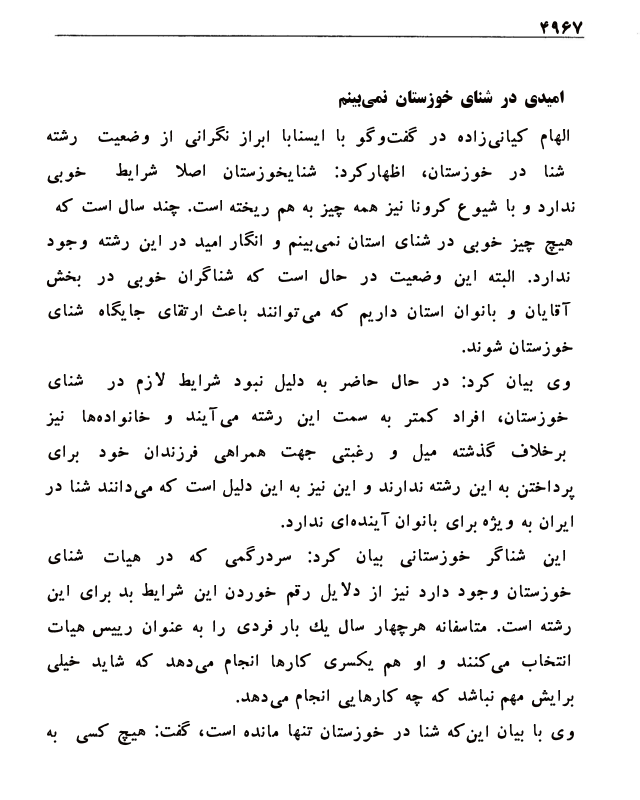 ۴۹۶۷
امیدی در شنای خوزستان نمی‌بینم
الهام کیانی‌زاده در گفت‌وگو با ایسنابا ابراز نگرانی از وضعیت رشته
شنا در خوزستان، اظهارکرد: شنایخوزستان اصلا شرایط خوبی
ندارد و با شیوع کرونا نیز همه چیز به هم ریخته است. چند سال است که
هیچ چیز خوبی در شنای استان نمی‌بینم و انگار امید در این رشته وجود
ندارد. البته این وضعیت در حال است که شناگران خوبی در بخش
آقایان و بانوان استان داریم که می‌توانند باعث ارتقای جایگاه شنای
خوزستان شوند.
وی بیان کرد: در حال حاضر به دلیل نبود شرایط لازم در شنای
خوزستان، افراد کمتر به سمت این رشته می‌آیند و خانواده‌ها نیز
برخلاف گذشته میل و رغبتی جهت همراهی فرزندان خود برای
پرداختن به این رشته ندارند و این نیز به این دلیل است که می‌دانند شنا در
ایران به ویژه برای بانوان آینده‌ای ندارد.
این شناگر خوزستانی بیان کرد: سردرگمی که در هیات شنای
خوزستان وجود دارد نیز از دلایل رقم خوردن این شرایط بد برای این
رشته است. متاسفانه هرچهار سال یك بار فردی را به عنوان رییس هیات
انتخاب می‌کنند و او هم یکسری کارها انجام می‌دهد که شاید خیلی
برایش مهم نباشد که چه کارهایی انجام می‌دهد.
وی با بیان این‌که شنا در خوزستان تنها مانده است، گفت: هیچ کسی به